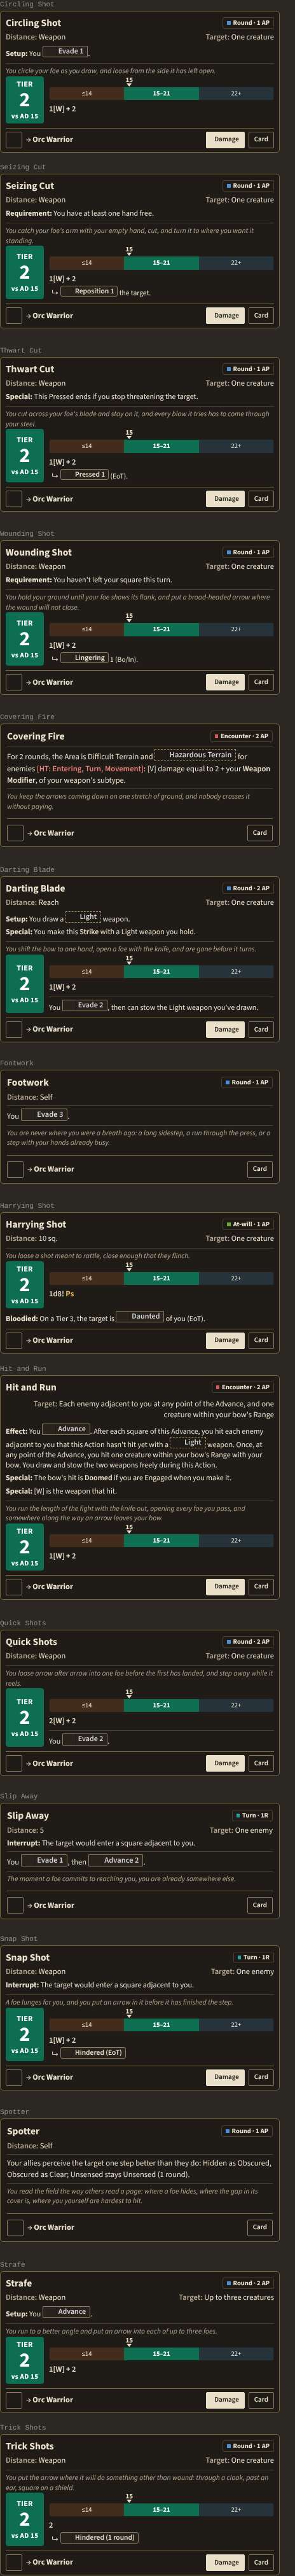 Circling Shot
Circling Shot
Round · 1 AP
Distance: Weapon Target: One creature
Setup: You Evade 1.
You circle your foe as you draw, and loose from the side it has left open.
TIER
2
vs AD 15
15
≤14 15–21 22+
1[W] + 2
→ Orc Warrior Damage Card
Seizing Cut
Seizing Cut
Round · 1 AP
Distance: Weapon Target: One creature
Requirement: You have at least one hand free.
You catch your foe's arm with your empty hand, cut, and turn it to where you want it
standing.
TIER
2
vs AD 15
15
≤14 15–21 22+
1[W] + 2
↳ Reposition 1 the target.
→ Orc Warrior Damage Card
Thwart Cut
Thwart Cut
Round · 1 AP
Distance: Weapon Target: One creature
Special: This Pressed ends if you stop threatening the target.
You cut across your foe's blade and stay on it, and every blow it tries has to come through
your steel.
TIER
2
vs AD 15
15
≤14 15–21 22+
1[W] + 2
↳ Pressed 1 (EoT).
→ Orc Warrior Damage Card
Wounding Shot
Wounding Shot
Round · 1 AP
Distance: Weapon Target: One creature
Requirement: You haven't left your square this turn.
You hold your ground until your foe shows its flank, and put a broad-headed arrow where
the wound will not close.
TIER
2
vs AD 15
15
≤14 15–21 22+
1[W] + 2
↳ Lingering 1 (Bo/In).
→ Orc Warrior Damage Card
Covering Fire
Covering Fire
Encounter · 2 AP
For 2 rounds, the Area is Difficult Terrain and Hazardous Terrain for
enemies [HT: Entering, Turn, Movement]: [V] damage equal to 2 + your Weapon
Modifier, of your weapon's subtype.
You keep the arrows coming down on one stretch of ground, and nobody crosses it
without paying.
→ Orc Warrior Card
Darting Blade
Darting Blade
Round · 2 AP
Distance: Reach Target: One creature
Setup: You draw a Light weapon.
Special: You make this Strike with a Light weapon you hold.
You shift the bow to one hand, open a foe with the knife, and are gone before it turns.
TIER
2
vs AD 15
15
≤14 15–21 22+
1[W] + 2
You Evade 2, then can stow the Light weapon you've drawn.
→ Orc Warrior Damage Card
Footwork
Footwork
Round · 1 AP
Distance: Self
You Evade 3.
You are never where you were a breath ago: a long sidestep, a run through the press, or a
step with your hands already busy.
→ Orc Warrior Card
Harrying Shot
Harrying Shot
At-will · 1 AP
Distance: 10 sq. Target: One creature
You loose a shot meant to rattle, close enough that they flinch.
TIER
2
vs AD 15
15
≤14 15–21 22+
1d8! Ps
Bloodied: On a Tier 3, the target is Daunted of you (EoT).
→ Orc Warrior Damage Card
Hit and Run
Hit and Run
Encounter · 2 AP
Target: Each enemy adjacent to you at any point of the Advance, and one
creature within your bow's Range
Effect: You Advance. After each square of this Advance, you hit each enemy
adjacent to you that this Action hasn't hit yet with a Light weapon. Once, at
any point of the Advance, you hit one creature within your bow's Range with your
bow. You draw and stow the two weapons freely during this Action.
Special: The bow's hit is Doomed if you are Engaged when you make it.
Special: [W] is the weapon that hit.
You run the length of the fight with the knife out, opening every foe you pass, and
somewhere along the way an arrow leaves your bow.
TIER
2
vs AD 15
15
≤14 15–21 22+
1[W] + 2
→ Orc Warrior Damage Card
Quick Shots
Quick Shots
Round · 2 AP
Distance: Weapon Target: One creature
You loose arrow after arrow into one foe before the first has landed, and step away while it
reels.
TIER
2
vs AD 15
15
≤14 15–21 22+
2[W] + 2
You Evade 2.
→ Orc Warrior Damage Card
Slip Away
Slip Away
Turn · 1R
Distance: 5 Target: One enemy
Interrupt: The target would enter a square adjacent to you.
You Evade 1, then Advance 2.
The moment a foe commits to reaching you, you are already somewhere else.
→ Orc Warrior Card
Snap Shot
Snap Shot
Turn · 1R
Distance: Weapon Target: One enemy
Interrupt: The target would enter a square adjacent to you.
A foe lunges for you, and you put an arrow in it before it has finished the step.
TIER
2
vs AD 15
15
≤14 15–21 22+
1[W] + 2
↳ Hindered (EoT)
→ Orc Warrior Damage Card
Spotter
Spotter
Round · 1 AP
Distance: Self
Your allies perceive the target one step better than they do: Hidden as Obscured,
Obscured as Clear; Unsensed stays Unsensed (1 round).
You read the field the way others read a page: where a foe hides, where the gap in its
cover is, where you yourself are hardest to hit.
→ Orc Warrior Card
Strafe
Strafe
Round · 2 AP
Distance: Weapon Target: Up to three creatures
Setup: You Advance.
You run to a better angle and put an arrow into each of up to three foes.
TIER
2
vs AD 15
15
≤14 15–21 22+
1[W] + 2
→ Orc Warrior Damage Card
Trick Shots
Trick Shots
Round · 1 AP
Distance: Weapon Target: One creature
You put the arrow where it will do something other than wound: through a cloak, past an
ear, square on a shield.
TIER
2
vs AD 15
15
≤14 15–21 22+
2
↳ Hindered (1 round)
→ Orc Warrior Damage Card